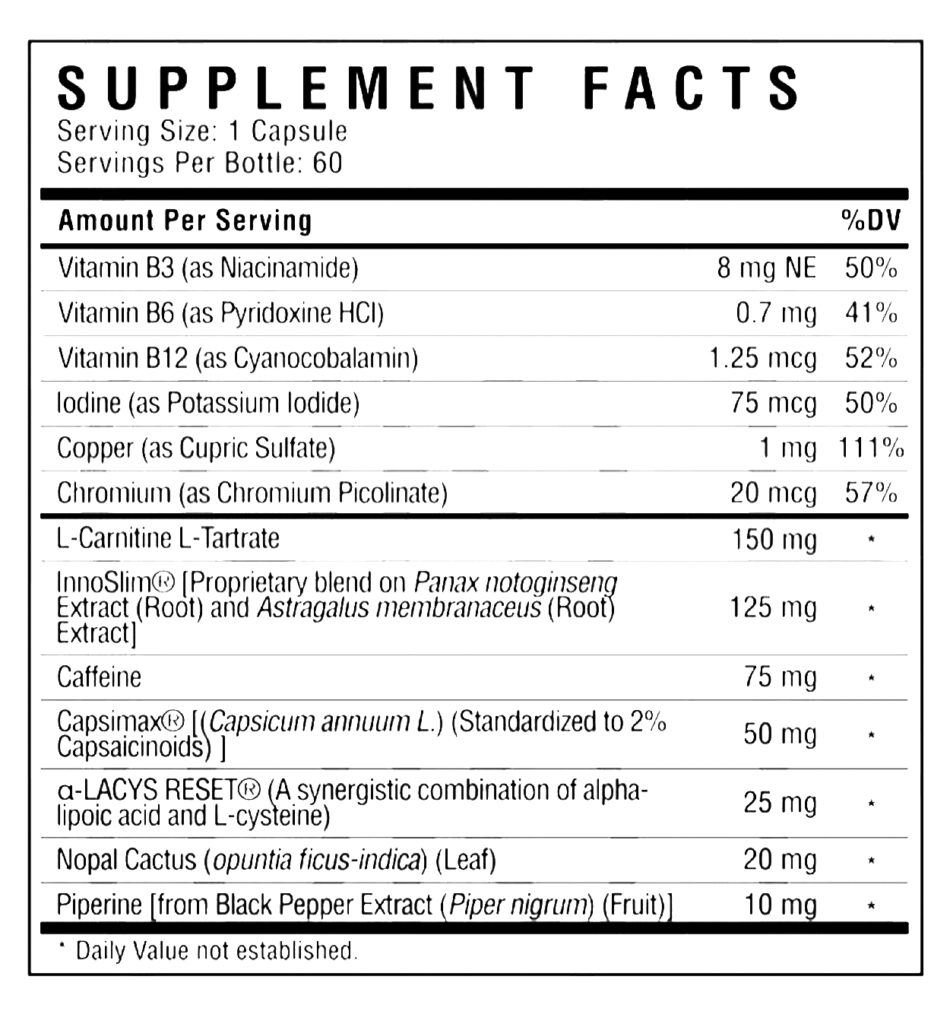 SUPPLEMENT FACTS
Serving Size: 1 Capsule
Servings Per Bottle: 60
Amount Per Serving %DV
Vitamin B3 (as Niacinamide) 8 mg NE 50%
Vitamin B6 (as Pyridoxine HCl) 0.7 mg 41%
Vitamin B12 (as Cyanocobalamin) 1.25 mcg 52%
Iodine (as Potassium Iodide) 75 mcg 50%
Copper (as Cupric Sulfate) 1 mg 111%
Chromium (as Chromium Picolinate) 20 mcg 57%
L-Carnitine L-Tartrate 150 mg *
InnoSlim® [Proprietary blend on Panax notoginseng
Extract (Root) and Astragalus membranaceus (Root) 125 mg *
Extract]
Caffeine 75 mg *
Capsimax® [(Capsicum annuum L.) (Standardized to 2%
Capsaicinoids) ] 50 mg *
α-LACYS RESET® (A synergistic combination of alpha-
lipoic acid and L-cysteine) 25 mg *
Nopal Cactus (opuntia ficus-indica) (Leaf) 20 mg *
Piperine [from Black Pepper Extract (Piper nigrum) (Fruit)] 10 mg *
* Daily Value not established.